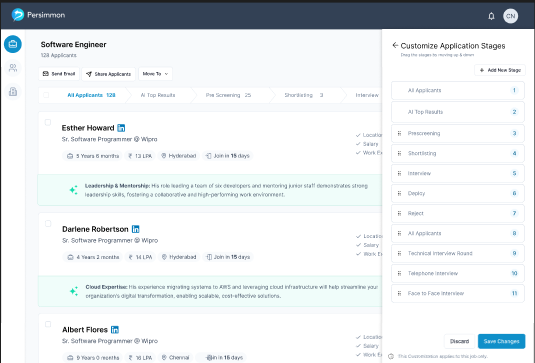 Persimmon
CN
Software Engineer
128 Applicants
Send Email
Share Applicants
Move To
All Applicants 128
AI Top Results
Pre Screening 25
Shortlisting 3
Interview
Esther Howard
Sr. Software Programmer @ Wipro
5 Years 6 months
₹ 13 LPA
Hyderabad
Join in 15 days
Locatio
Salary
Work Ex
Leadership & Mentorship: His role leading a team of six developers and mentoring junior staff demonstrates strong
leadership skills, fostering a collaborative and high-performing work environment.
Darlene Robertson
Sr. Software Programmer @ Wipro
4 Years 2 months
₹ 14 LPA
Hyderabad
Join in 15 days
Locatio
Salary
Work E
Cloud Expertise: His experience migrating systems to AWS and leveraging cloud infrastructure will help streamline your
organization's digital transformation, enabling scalable, cost-effective solutions.
Albert Flores
Sr. Software Programmer @ Wipro
9 Years 0 months
₹ 16 LPA
Chennai
in in 15 days
Locatio
Salary
Work E
Customize Application Stages
Drag the stages by moving up & down
+ Add New Stage
All Applicants 1
AI Top Results 2
Prescreening 3
Shortlisting 4
Interview 5
Deploy 6
Reject 7
All Applicants 8
Technical Interview Round 9
Telephone Interview 10
Face to Face Interview 11
Discard
Save Changes
This Customization applies to this job only.